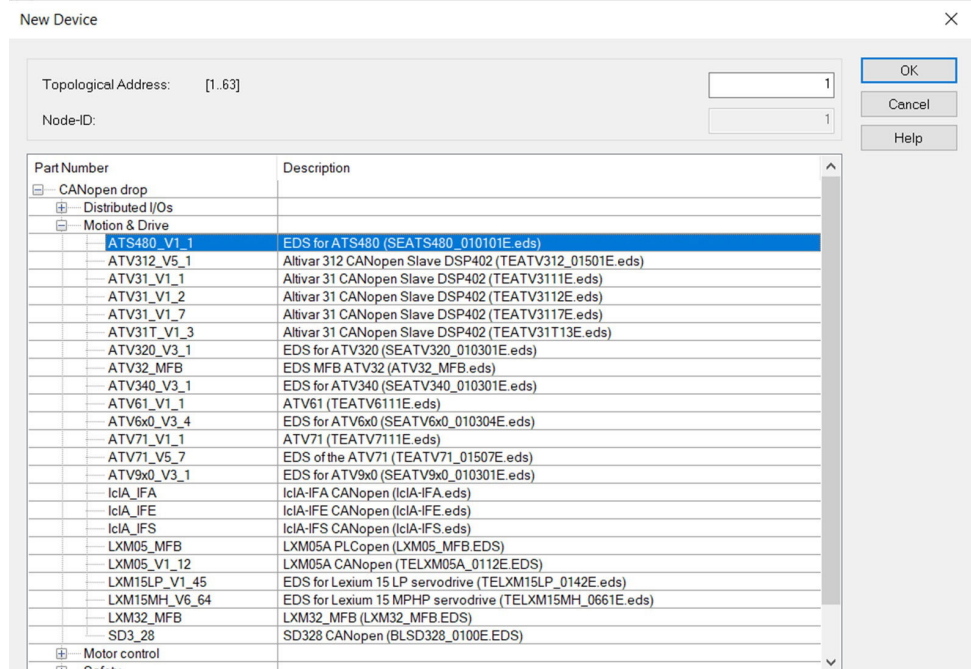 New Device
Topological Address: [1..63] 1
OK
Cancel
Node-ID: 1
Help
Part Number Description
CANopen drop
Distributed I/Os
Motion & Drive
ATS480_V1_1 EDS for ATS480 (SEATS480_010101E.eds)
ATV312_V5_1 Altivar 312 CANopen Slave DSP402 (TEATV312_01501E.eds)
ATV31_V1_1 Altivar 31 CANopen Slave DSP402 (TEATV3111E.eds)
ATV31_V1_2 Altivar 31 CANopen Slave DSP402 (TEATV3112E.eds)
ATV31_V1_7 Altivar 31 CANopen Slave DSP402 (TEATV3117E.eds)
ATV31T_V1_3 Altivar 31 CANopen Slave DSP402 (TEATV31T13E.eds)
ATV320_V3_1 EDS for ATV320 (SEATV320_010301E.eds)
ATV32_MFB EDS MFB ATV32 (ATV32_MFB.eds)
ATV340_V3_1 EDS for ATV340 (SEATV340_010301E.eds)
ATV61_V1_1 ATV61 (TEATV6111E.eds)
ATV6x0_V3_4 EDS for ATV6x0 (SEATV6x0_010304E.eds)
ATV71_V1_1 ATV71 (TEATV7111E.eds)
ATV71_V5_7 EDS of the ATV71 (TEATV71_01507E.eds)
ATV9x0_V3_1 EDS for ATV9x0 (SEATV9x0_010301E.eds)
IclA_IFA IclA-IFA CANopen (IclA-IFA.eds)
IclA_IFE IclA-IFE CANopen (IclA-IFE.eds)
IclA_IFS IclA-IFS CANopen (IclA-IFS.eds)
LXM05_MFB LXM05A PLCopen (LXM05_MFB.EDS)
LXM05_V1_12 LXM05A CANopen (TELXM05A_0112E.EDS)
LXM15LP_V1_45 EDS for Lexium 15 LP servodrive (TELXM15LP_0142E.eds)
LXM15MH_V6_64 EDS for Lexium 15 MPHP servodrive (TELXM15MH_0661E.eds)
LXM32_MFB LXM32_MFB (LXM32_MFB.EDS)
SD3_28 SD328 CANopen (BLSD328_0100E.EDS)
Motor control